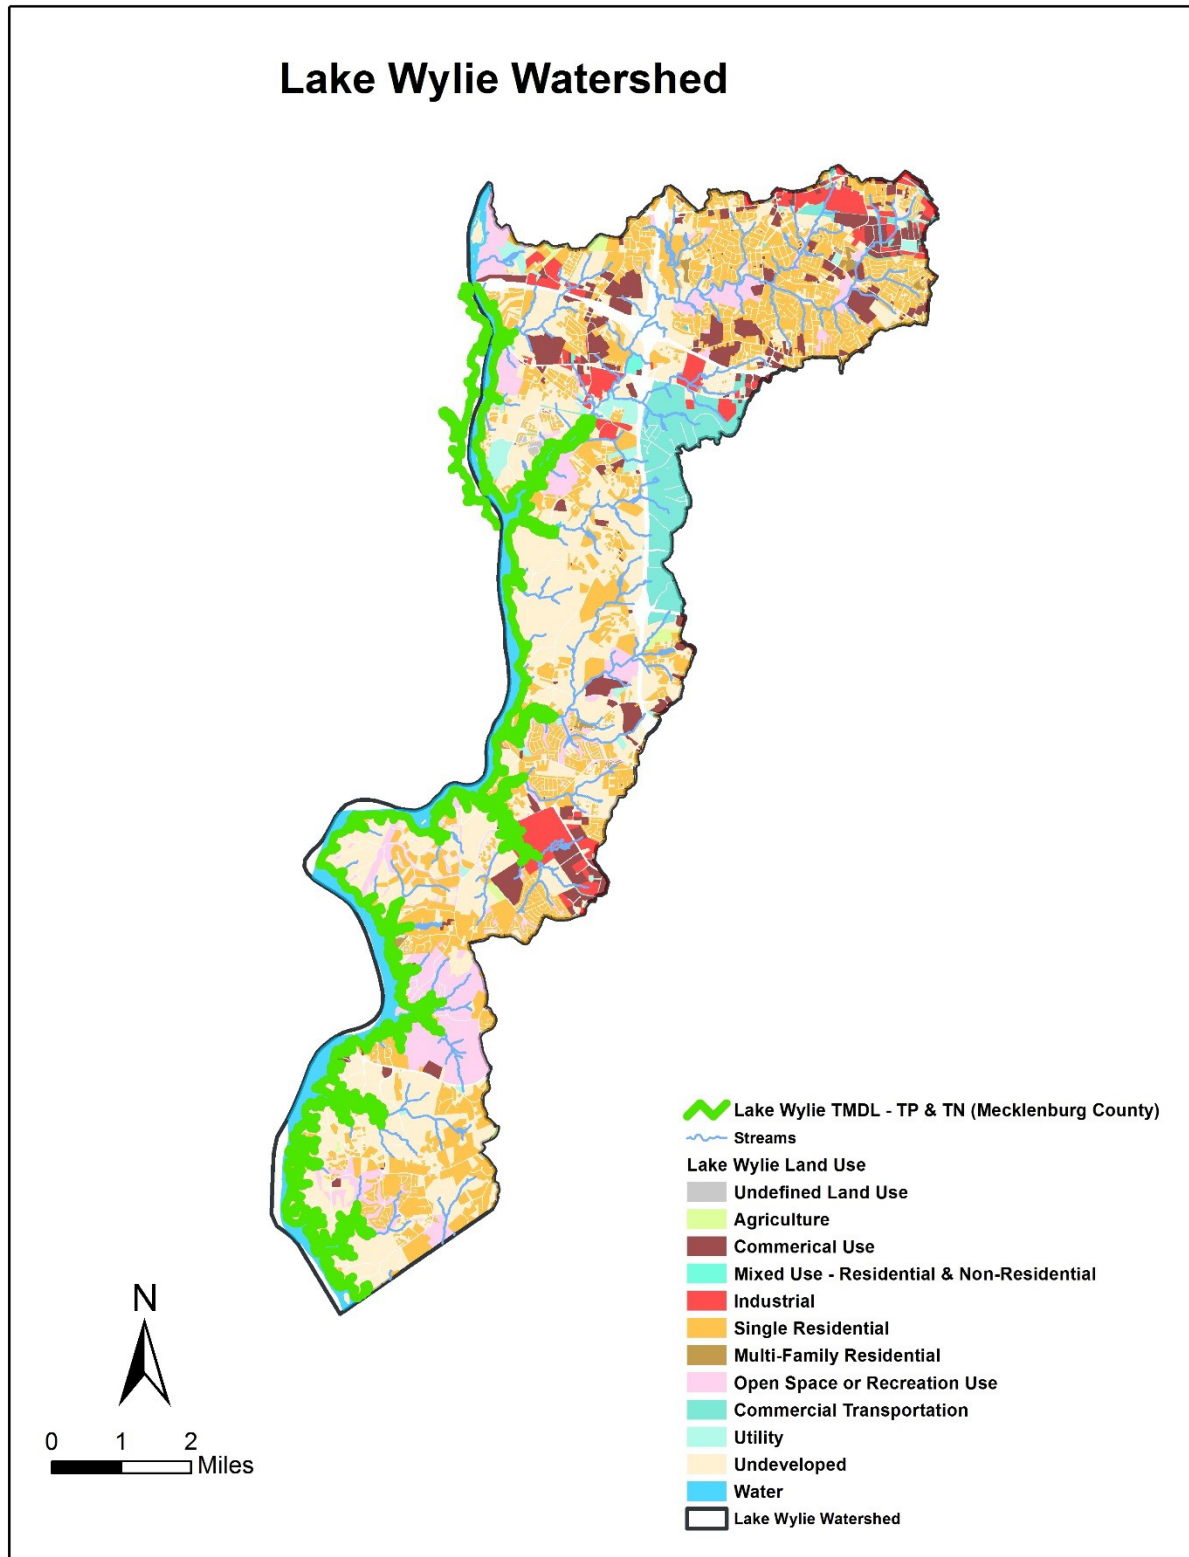 Lake Wylie Watershed
Lake Wylie TMDL - TP & TN (Mecklenburg County)
Streams
Lake Wylie Land Use
Undefined Land Use
Agriculture
Commerical Use
Mixed Use - Residential & Non-Residential
Industrial
Single Residential
Multi-Family Residential
Open Space or Recreation Use
Commercial Transportation
Utility
Undeveloped
Water
Lake Wylie Watershed
N
0 1 2
Miles